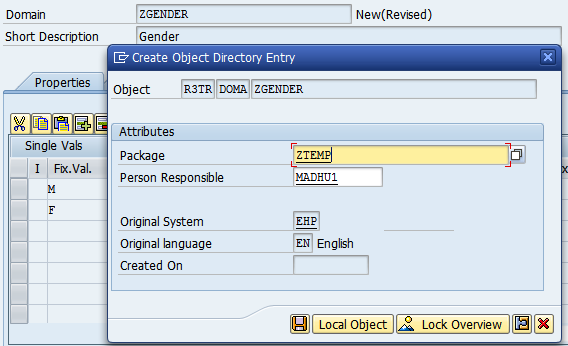 Domain ZGENDER New(Revised)
Short Description Gender
Create Object Directory Entry
Properties
Object R3TR DOMA ZGENDER
Single Vals
I Fix.Val.
M
F
Attributes
Package ZTEMP
Person Responsible MADHU1
Original System EHP
Original language EN English
Created On
Local Object Lock Overview